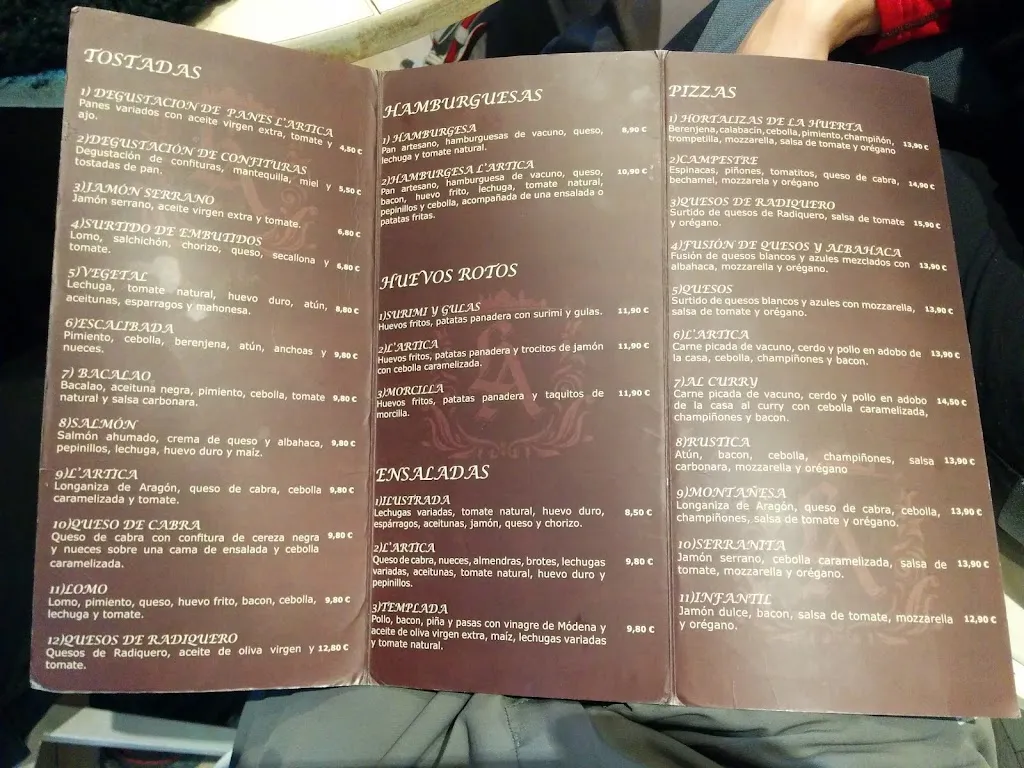 TOSTADAS
1) DEGUSTACION DE PANES L'ARTICA
Panes variados con aceite virgen extra, tomate y
ajo. 4,50 €
2)DEGUSTACIÓN DE CONFITURAS
Degustación de confituras, mantequilla, miel y
tostadas de pan. 5,50 €
3)JAMÓN SERRANO
Jamón serrano, aceite virgen extra y tomate.
6,80 €
4)SURTIDO DE EMBUTIDOS
Lomo, salchichón, chorizo, queso, secallona y
tomate. 6,80 €
5)VEGETAL
Lechuga, tomate natural, huevo duro, atún,
aceitunas, esparragos y mahonesa. 8,80 €
6)ESCALIBADA
Pimiento, cebolla, berenjena, atún, anchoas y
nueces. 9,80 €
7) BACALAO
Bacalao, aceituna negra, pimiento, cebolla, tomate 9,80 €
natural y salsa carbonara.
8)SALMÓN
Salmón ahumado, crema de queso y albahaca, 9,80 €
pepinillos, lechuga, huevo duro y maíz.
9)L'ARTICA
Longaniza de Aragón, queso de cabra, cebolla 9,80 €
caramelizada y tomate.
10)QUESO DE CABRA
Queso de cabra con confitura de cereza negra 9,80 €
y nueces sobre una cama de ensalada y cebolla
caramelizada.
11)LOMO
Lomo, pimiento, queso, huevo frito, bacon, cebolla, 9,80 €
lechuga y tomate.
12)QUESOS DE RADIQUERO
Quesos de Radiquero, aceite de oliva virgen y 12,80 €
tomate.
HAMBURGUESAS
1) HAMBURGESA
Pan artesano, hamburguesas de vacuno, queso, 8,90 €
lechuga y tomate natural.
2)HAMBURGESA L'ARTICA
Pan artesano, hamburguesa de vacuno, queso, 10,90 €
bacon, huevo frito, lechuga, tomate natural,
pepinillos y cebolla, acompañada de una ensalada o
patatas fritas.
HUEVOS ROTOS
1)SURIMI Y GULAS
Huevos fritos, patatas panadera con surimi y gulas. 11,90 €
2)L'ARTICA
Huevos fritos, patatas panadera y trocitos de jamón 11,90 €
con cebolla caramelizada.
3)MORCILLA
Huevos fritos, patatas panadera y taquitos de 11,90 €
morcilla.
ENSALADAS
1)ILUSTRADA
Lechugas variadas, tomate natural, huevo duro, 8,50 €
espárragos, aceitunas, jamón, queso y chorizo.
2)L'ARTICA
Queso de cabra, nueces, almendras, brotes, lechugas 9,80 €
variadas, aceitunas, tomate natural, huevo duro y
pepinillos.
3)TEMPLADA
Pollo, bacon, piña y pasas con vinagre de Módena y
aceite de oliva virgen extra, maíz, lechugas variadas 9,80 €
y tomate natural.
PIZZAS
1) HORTALIZAS DE LA HUERTA
Berenjena, calabacín, cebolla, pimiento, champiñón,
trompetilla, mozzarella, salsa de tomate y orégano 13,90 €
2)CAMPESTRE
Espinacas, piñones, tomatitos, queso de cabra,
bechamel, mozzarella y orégano 14,90 €
3)QUESOS DE RADIQUERO
Surtido de quesos de Radiquero, salsa de tomate 15,90 €
y orégano.
4)FUSIÓN DE QUESOS Y ALBAHACA
Fusión de quesos blancos y azules mezclados con 13,90 €
albahaca, mozzarella y orégano.
5)QUESOS
Surtido de quesos blancos y azules con mozzarella, 13,90 €
salsa de tomate y orégano.
6)L'ARTICA
Carne picada de vacuno, cerdo y pollo en adobo de 13,90 €
la casa, cebolla, champiñones y bacon.
7)AL CURRY
Carne picada de vacuno, cerdo y pollo en adobo 14,50 €
de la casa al curry con cebolla caramelizada,
champiñones y bacon.
8)RUSTICA
Atún, bacon, cebolla, champiñones, salsa 13,90 €
carbonara, mozzarella y orégano
9)MONTAÑESA
Longaniza de Aragón, queso de cabra, cebolla, 13,90 €
champiñones, salsa de tomate y orégano.
10)SERRANITA
Jamón serrano, cebolla caramelizada, salsa de 13,90 €
tomate, mozzarella y orégano.
11)INFANTIL
Jamón dulce, bacon, salsa de tomate, mozzarella 12,90 €
y orégano.